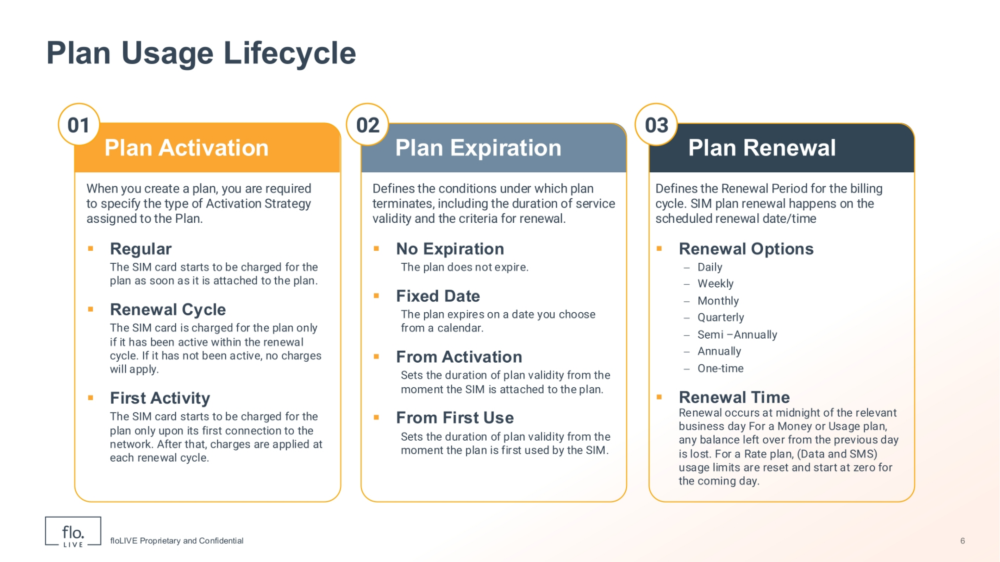 Plan Usage Lifecycle
01
Plan Activation
When you create a plan, you are required
to specify the type of Activation Strategy
assigned to the Plan.
▪ Regular
The SIM card starts to be charged for the
plan as soon as it is attached to the plan.
▪ Renewal Cycle
The SIM card is charged for the plan only
if it has been active within the renewal
cycle. If it has not been active, no charges
will apply.
▪ First Activity
The SIM card starts to be charged for the
plan only upon its first connection to the
network. After that, charges are applied at
each renewal cycle.
02
Plan Expiration
Defines the conditions under which plan
terminates, including the duration of service
validity and the criteria for renewal.
▪ No Expiration
The plan does not expire.
▪ Fixed Date
The plan expires on a date you choose
from a calendar.
▪ From Activation
Sets the duration of plan validity from the
moment the SIM is attached to the plan.
▪ From First Use
Sets the duration of plan validity from the
moment the plan is first used by the SIM.
03
Plan Renewal
Defines the Renewal Period for the billing
cycle. SIM plan renewal happens on the
scheduled renewal date/time
▪ Renewal Options
– Daily
– Weekly
– Monthly
– Quarterly
– Semi –Annually
– Annually
– One-time
▪ Renewal Time
Renewal occurs at midnight of the relevant
business day For a Money or Usage plan,
any balance left over from the previous day
is lost. For a Rate plan, (Data and SMS)
usage limits are reset and start at zero for
the coming day.
flo.
LIVE
floLIVE Proprietary and Confidential
6